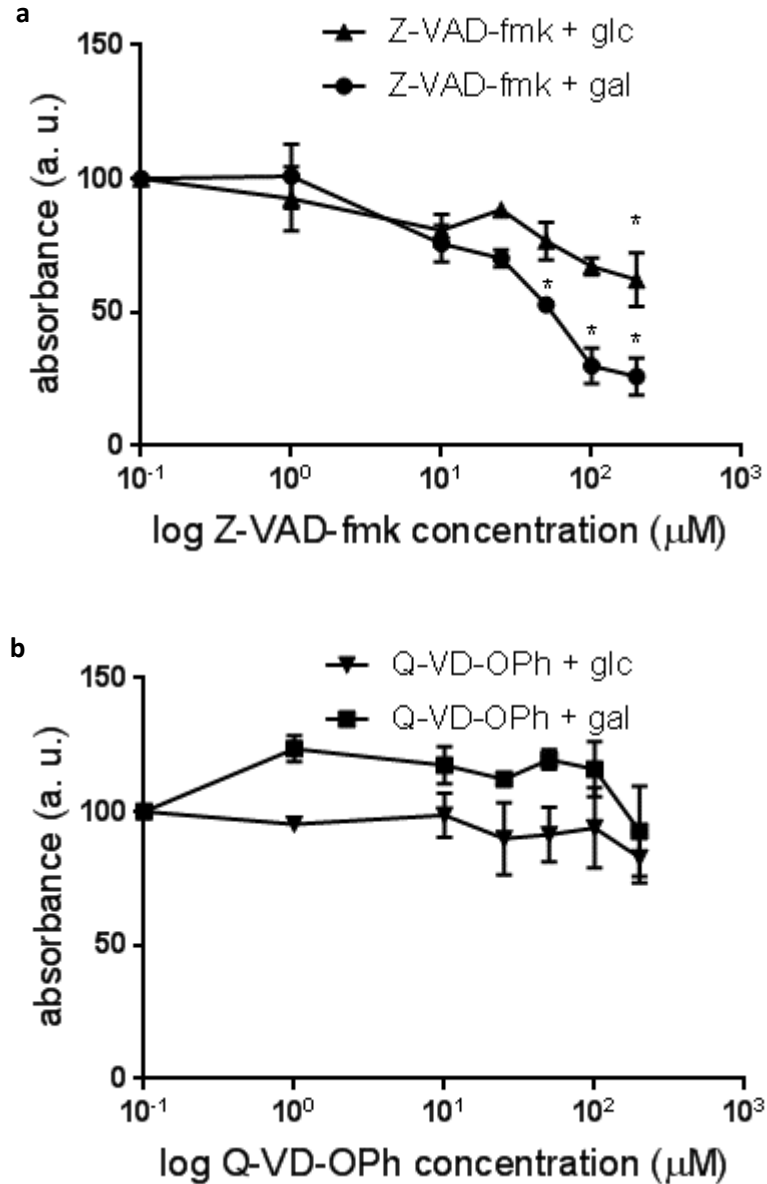 a
Z-VAD-fmk + glc
Z-VAD-fmk + gal
150
100
50
0
absorbance (a. u.)
*
*
*
*
10⁻¹ 10⁰ 10¹ 10² 10³
log Z-VAD-fmk concentration (μM)
b
Q-VD-OPh + glc
Q-VD-OPh + gal
150
100
50
0
absorbance (a. u.)
10⁻¹ 10⁰ 10¹ 10² 10³
log Q-VD-OPh concentration (μM)